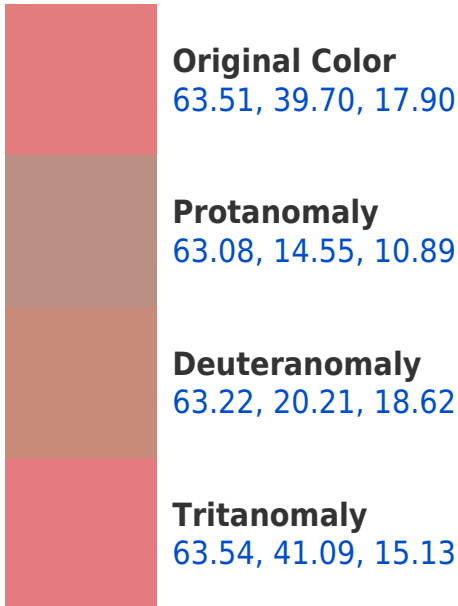 Original Color
63.51, 39.70, 17.90
Protanomaly
63.08, 14.55, 10.89
Deuteranomaly
63.22, 20.21, 18.62
Tritanomaly
63.54, 41.09, 15.13